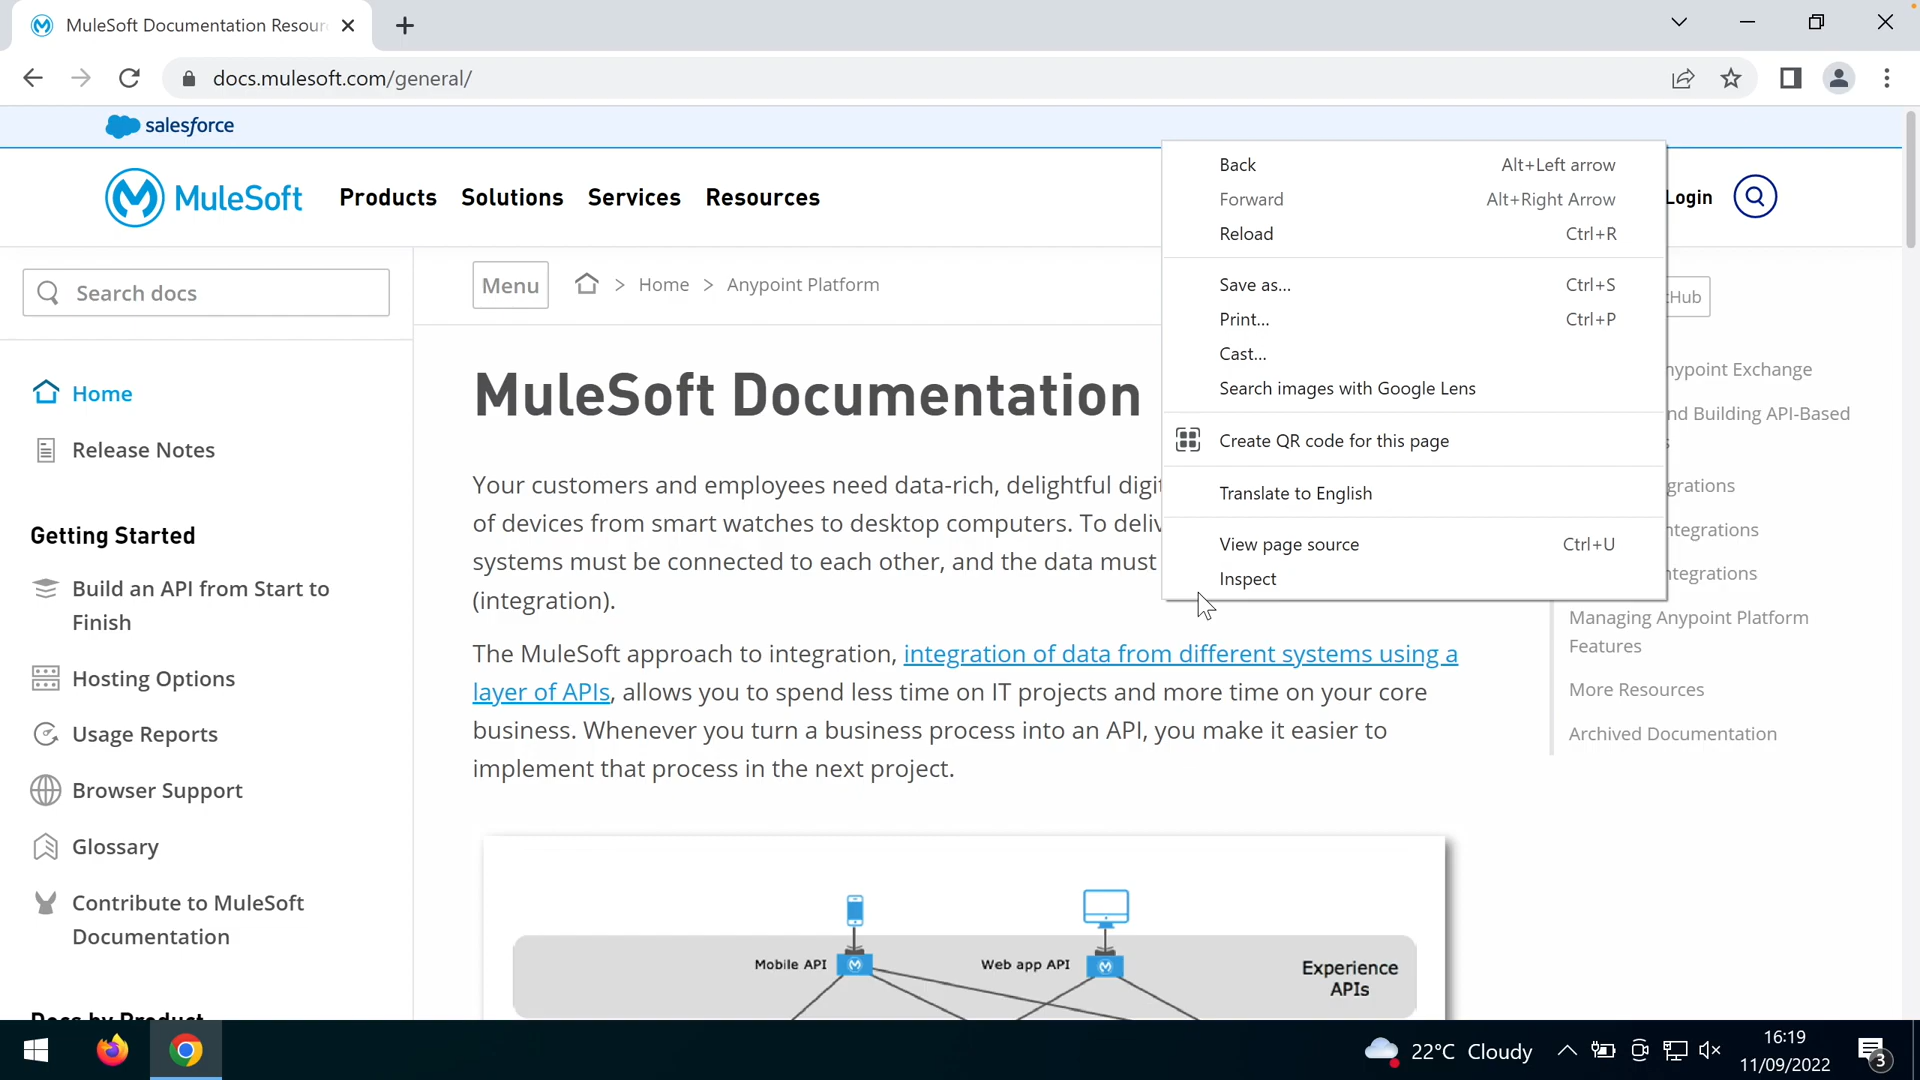 MuleSoft Documentation Resour
docs.mulesoft.com/general/
salesforce
MuleSoft
Products
Solutions
Services
Resources
Login
Back Alt+Left arrow
Forward Alt+Right Arrow
Reload Ctrl+R
Save as... Ctrl+S
Print... Ctrl+P
Cast...
Search images with Google Lens
Create QR code for this page
Translate to English
View page source Ctrl+U
Inspect
Search docs
Home
Release Notes
Getting Started
Build an API from Start to
Finish
Hosting Options
Usage Reports
Browser Support
Glossary
Contribute to MuleSoft
Documentation
Docs by Product
Menu
> Home > Anypoint Platform
MuleSoft Documentation
Your customers and employees need data-rich, delightful digit
of devices from smart watches to desktop computers. To deliv
systems must be connected to each other, and the data must
(integration).
The MuleSoft approach to integration, integration of data from different systems using a
layer of APIs, allows you to spend less time on IT projects and more time on your core
business. Whenever you turn a business process into an API, you make it easier to
implement that process in the next project.
Mobile API
Web app API
Experience
APIs
Hub
ypoint Exchange
nd Building API-Based
s
grations
ntegrations
ntegrations
Managing Anypoint Platform
Features
More Resources
Archived Documentation
22°C Cloudy
16:19
11/09/2022
3